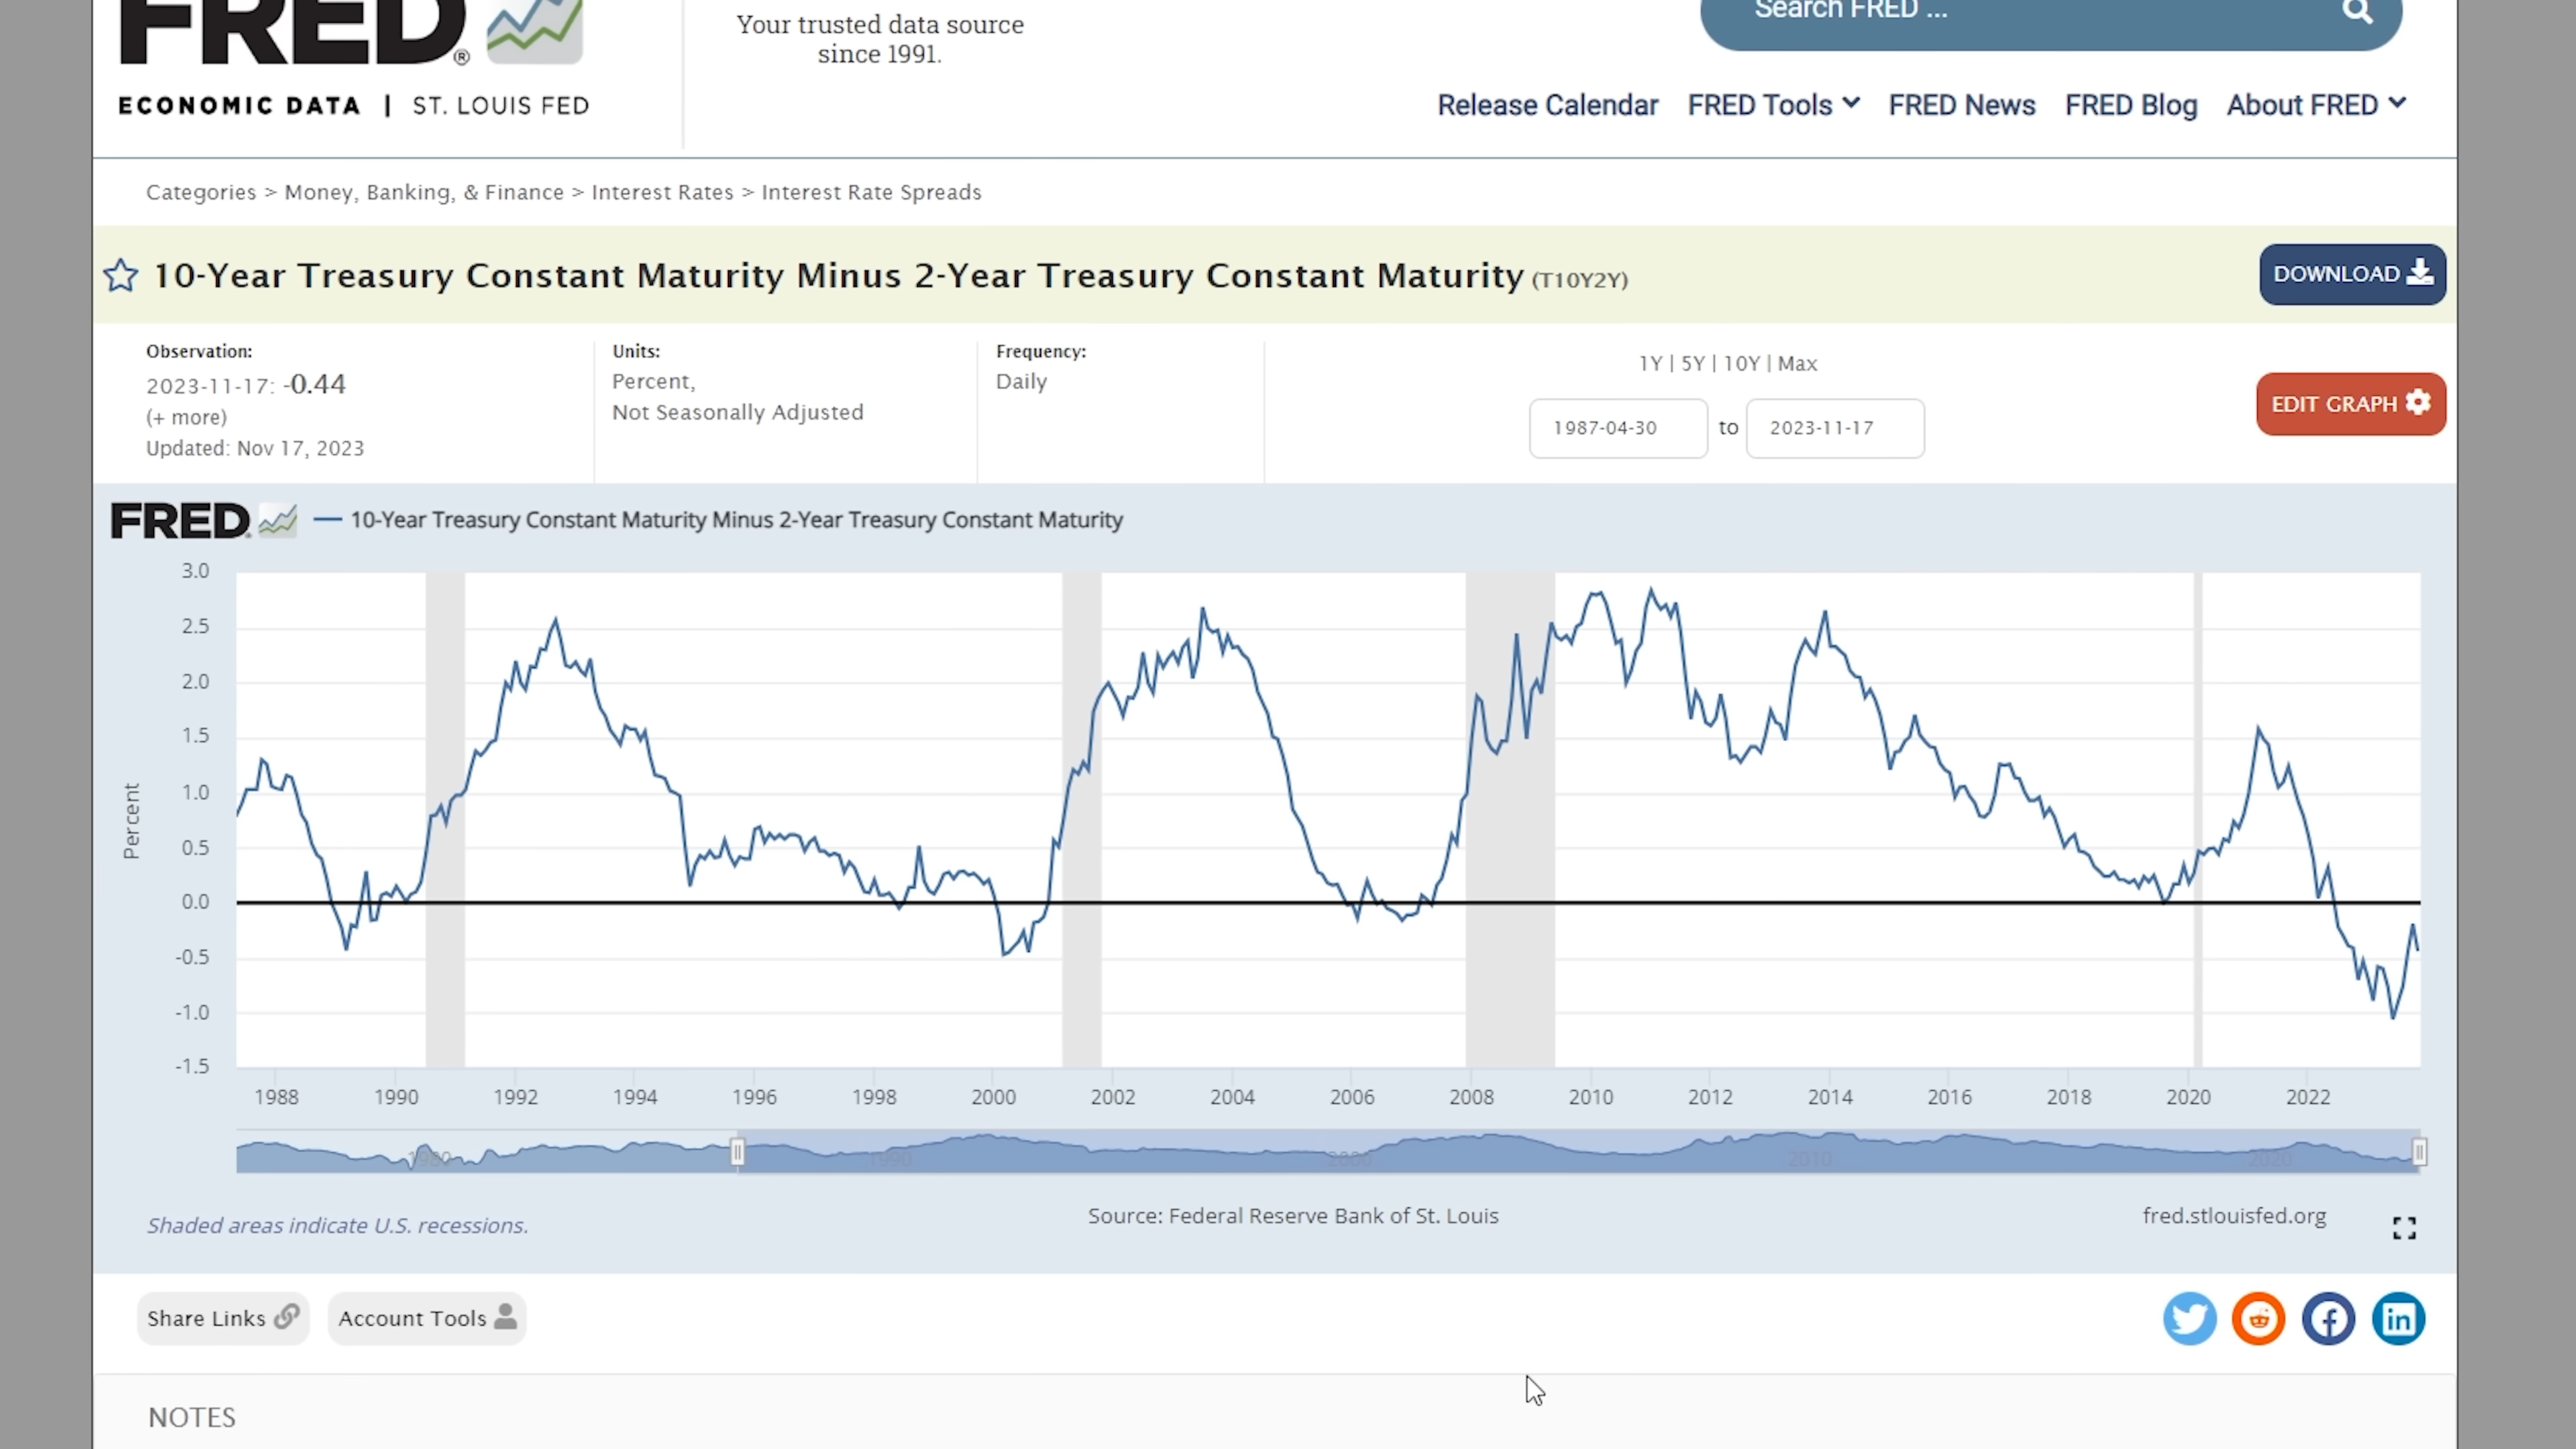 FRED®
ECONOMIC DATA | ST. LOUIS FED
Your trusted data source
since 1991.
Search FRED ...
Release Calendar FRED Tools FRED News FRED Blog About FRED
Categories > Money, Banking, & Finance > Interest Rates > Interest Rate Spreads
10-Year Treasury Constant Maturity Minus 2-Year Treasury Constant Maturity (T10Y2Y)
DOWNLOAD
Observation:
2023-11-17: -0.44
(+ more)
Updated: Nov 17, 2023
Units:
Percent,
Not Seasonally Adjusted
Frequency:
Daily
1Y | 5Y | 10Y | Max
1987-04-30 to 2023-11-17
EDIT GRAPH
FRED 10-Year Treasury Constant Maturity Minus 2-Year Treasury Constant Maturity
Percent
3.0
2.5
2.0
1.5
1.0
0.5
0.0
-0.5
-1.0
-1.5
1988 1990 1992 1994 1996 1998 2000 2002 2004 2006 2008 2010 2012 2014 2016 2018 2020 2022
1980 1990 2000 2010 2020
Shaded areas indicate U.S. recessions.
Source: Federal Reserve Bank of St. Louis
fred.stlouisfed.org
Share Links Account Tools
NOTES